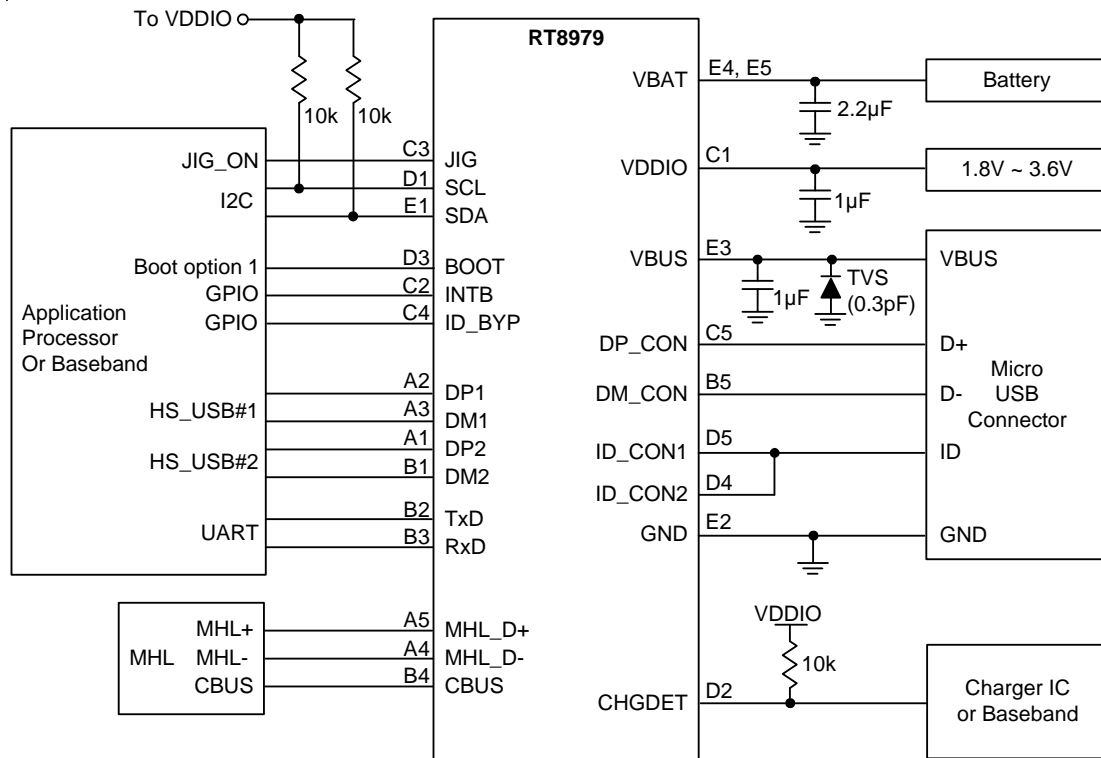 To VDDIO
10k
10k
RT8979
Application
Processor
Or Baseband
JIG_ON
I2C
Boot option 1
GPIO
GPIO
HS_USB#1
HS_USB#2
UART
C3
D1
E1
D3
C2
C4
A2
A3
A1
B1
B2
B3
JIG
SCL
SDA
BOOT
INTB
ID_BYP
DP1
DM1
DP2
DM2
TxD
RxD
MHL
MHL+
MHL-
CBUS
A5
A4
B4
MHL_D+
MHL_D-
CBUS
VBAT
E4, E5
2.2µF
Battery
VDDIO
C1
1µF
1.8V ~ 3.6V
VBUS
E3
1µF
TVS
(0.3pF)
VBUS
DP_CON
C5
D+
DM_CON
B5
D-
Micro
USB
Connector
ID_CON1
D5
ID
ID_CON2
D4
GND
E2
GND
VDDIO
10k
CHGDET
D2
Charger IC
or Baseband